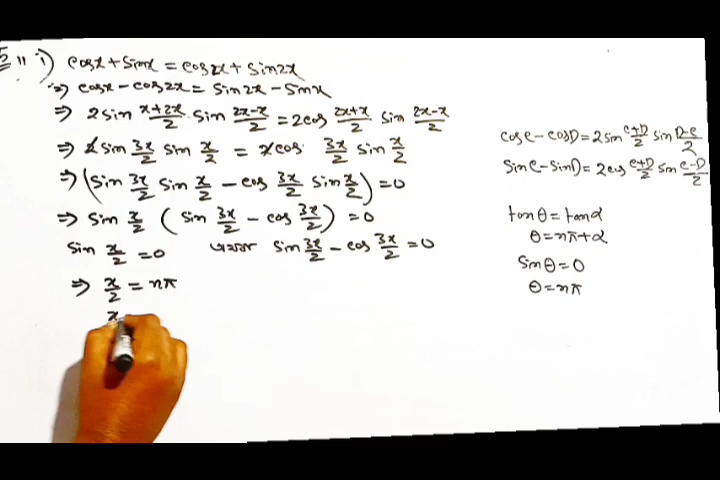 5 11 i) cosx + sinx = cos2x + sin2x
=> cosx - cos2x = sin2x - sinx
=> 2sin (x+2x)/2 . sin (2x-x)/2 = 2cos (2x+x)/2 sin (2x-x)/2
=> 2 sin 3x/2 sin x/2 = 2cos 3x/2 sin x/2
=> (sin 3x/2 sin x/2 - cos 3x/2 sin x/2) = 0
=> sin x/2 (sin 3x/2 - cos 3x/2) = 0
sin x/2 = 0 অথবা sin 3x/2 - cos 3x/2 = 0
=> x/2 = nπ
x
cosC - cosD = 2sin (C+D)/2 sin (D-C)/2
sinC - sinD = 2cos (C+D)/2 sin (C-D)/2
tanθ = tanα
θ = nπ + α
sinθ = 0
θ = nπ